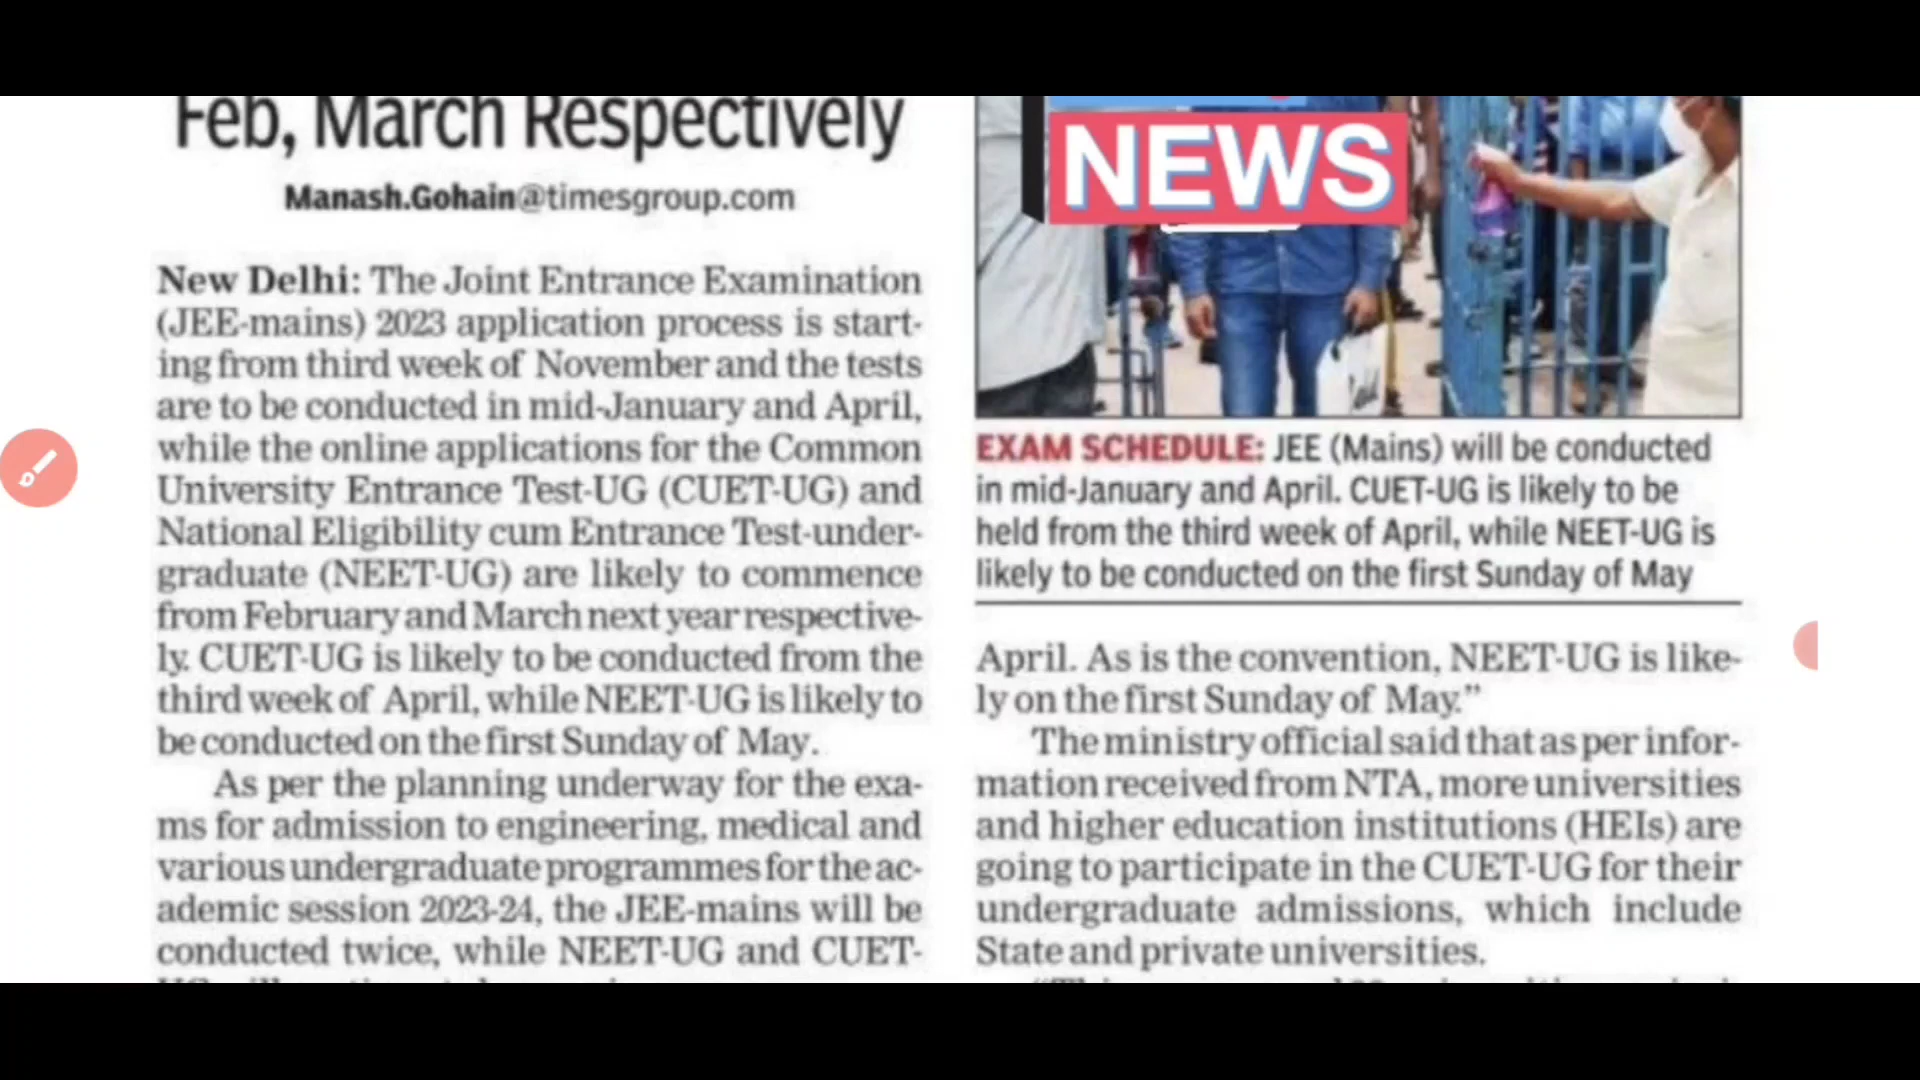 Feb, March Respectively
Manash.Gohain@timesgroup.com
New Delhi: The Joint Entrance Examination
(JEE-mains) 2023 application process is start-
ing from third week of November and the tests
are to be conducted in mid-January and April,
while the online applications for the Common
University Entrance Test-UG (CUET-UG) and
National Eligibility cum Entrance Test-under-
graduate (NEET-UG) are likely to commence
from February and March next year respective-
ly. CUET-UG is likely to be conducted from the
third week of April, while NEET-UG is likely to
be conducted on the first Sunday of May.
As per the planning underway for the exa-
ms for admission to engineering, medical and
various undergraduate programmes for the ac-
ademic session 2023-24, the JEE-mains will be
conducted twice, while NEET-UG and CUET-
NEWS
EXAM SCHEDULE: JEE (Mains) will be conducted
in mid-January and April. CUET-UG is likely to be
held from the third week of April, while NEET-UG is
likely to be conducted on the first Sunday of May
April. As is the convention, NEET-UG is like-
ly on the first Sunday of May.”
The ministry official said that as per infor-
mation received from NTA, more universities
and higher education institutions (HEIs) are
going to participate in the CUET-UG for their
undergraduate admissions, which include
State and private universities.